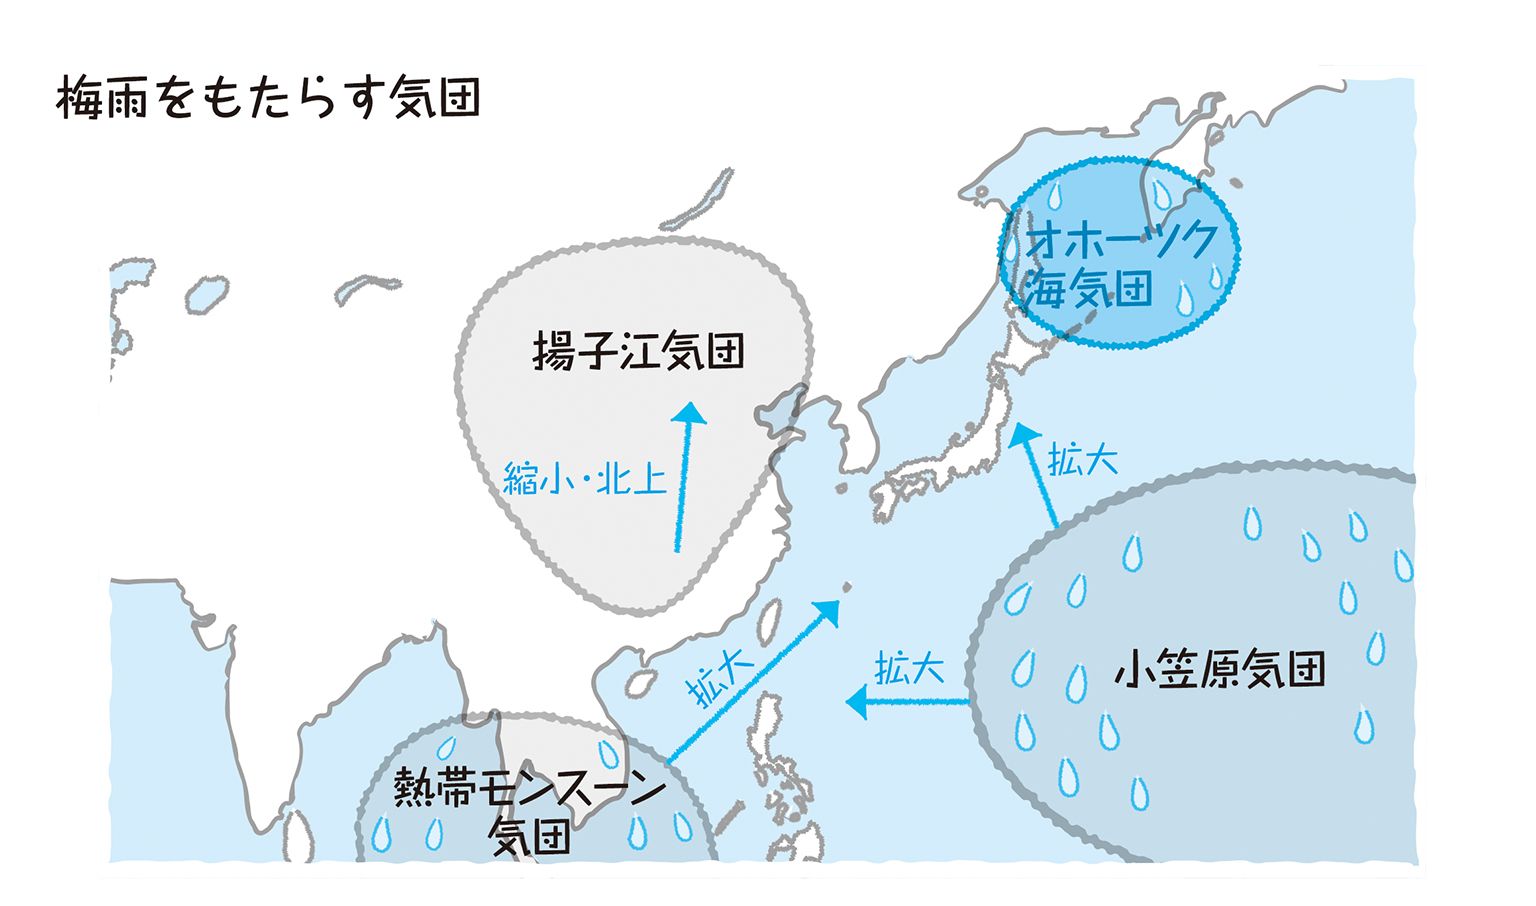 梅雨をもたらす気団
オホーツク
海気団
揚子江気団
縮小・北上
拡大
拡大
拡大
小笠原気団
熱帯モンスーン
気団